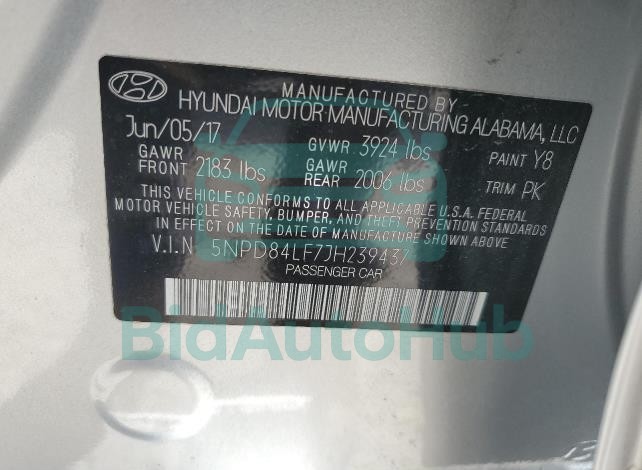 MANUFACTURED BY
HYUNDAI MOTOR MANUFACTURING ALABAMA, LLC
Jun/05/17 GVWR 3924 lbs PAINT Y8
GAWR FRONT 2183 lbs GAWR REAR 2006 lbs TRIM PK
THIS VEHICLE CONFORMS TO ALL APPLICABLE U.S.A. FEDERAL
MOTOR VEHICLE SAFETY, BUMPER, AND THEFT PREVENTION STANDARDS
IN EFFECT ON THE DATE OF MANUFACTURE SHOWN ABOVE
V.I.N 5NPD84LF7JH239437
PASSENGER CAR
BidAutoHub